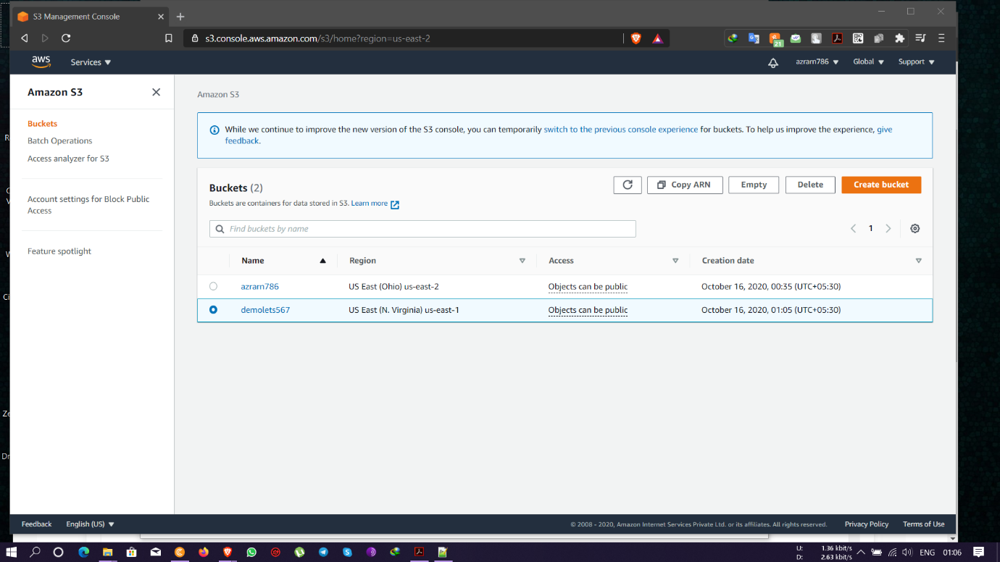 S3 Management Console
s3.console.aws.amazon.com/s3/home?region=us-east-2
21
aws
Services
azram786
Global
Support
Amazon S3
Buckets
Batch Operations
Access analyzer for S3
Account settings for Block Public
Access
Feature spotlight
Amazon S3
While we continue to improve the new version of the S3 console, you can temporarily switch to the previous console experience for buckets. To help us improve the experience, give
feedback.
Buckets (2)
Copy ARN
Empty
Delete
Create bucket
Buckets are containers for data stored in S3. Learn more
Find buckets by name
1
Name
Region
Access
Creation date
azrarn786
US East (Ohio) us-east-2
Objects can be public
October 16, 2020, 00:35 (UTC+05:30)
demolets567
US East (N. Virginia) us-east-1
Objects can be public
October 16, 2020, 01:05 (UTC+05:30)
Feedback
English (US)
© 2008 - 2020, Amazon Internet Services Private Ltd. or its affiliates. All rights reserved.
Privacy Policy
Terms of Use
U: 1.36 kbit/s
D: 2.63 kbit/s
ENG
01:06